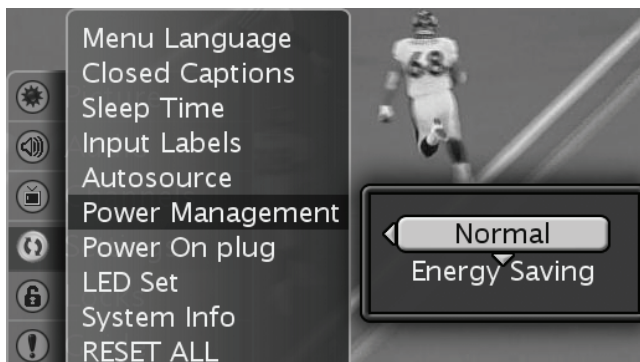 Menu Language
Closed Captions
Sleep Time
Input Labels
Autosource
Power Management
Power On plug
LED Set
System Info
RESET ALL
Normal
Energy Saving
68